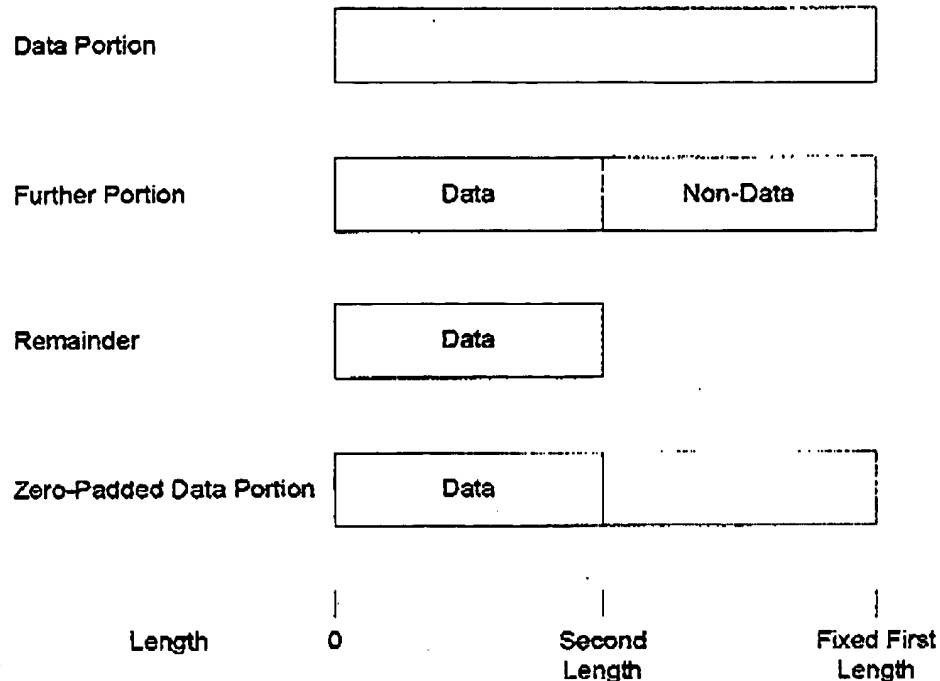 Data Portion
Further Portion
Data
Non-Data
Remainder
Data
Zero-Padded Data Portion
Data
Length
0
Second
Length
Fixed First
Length